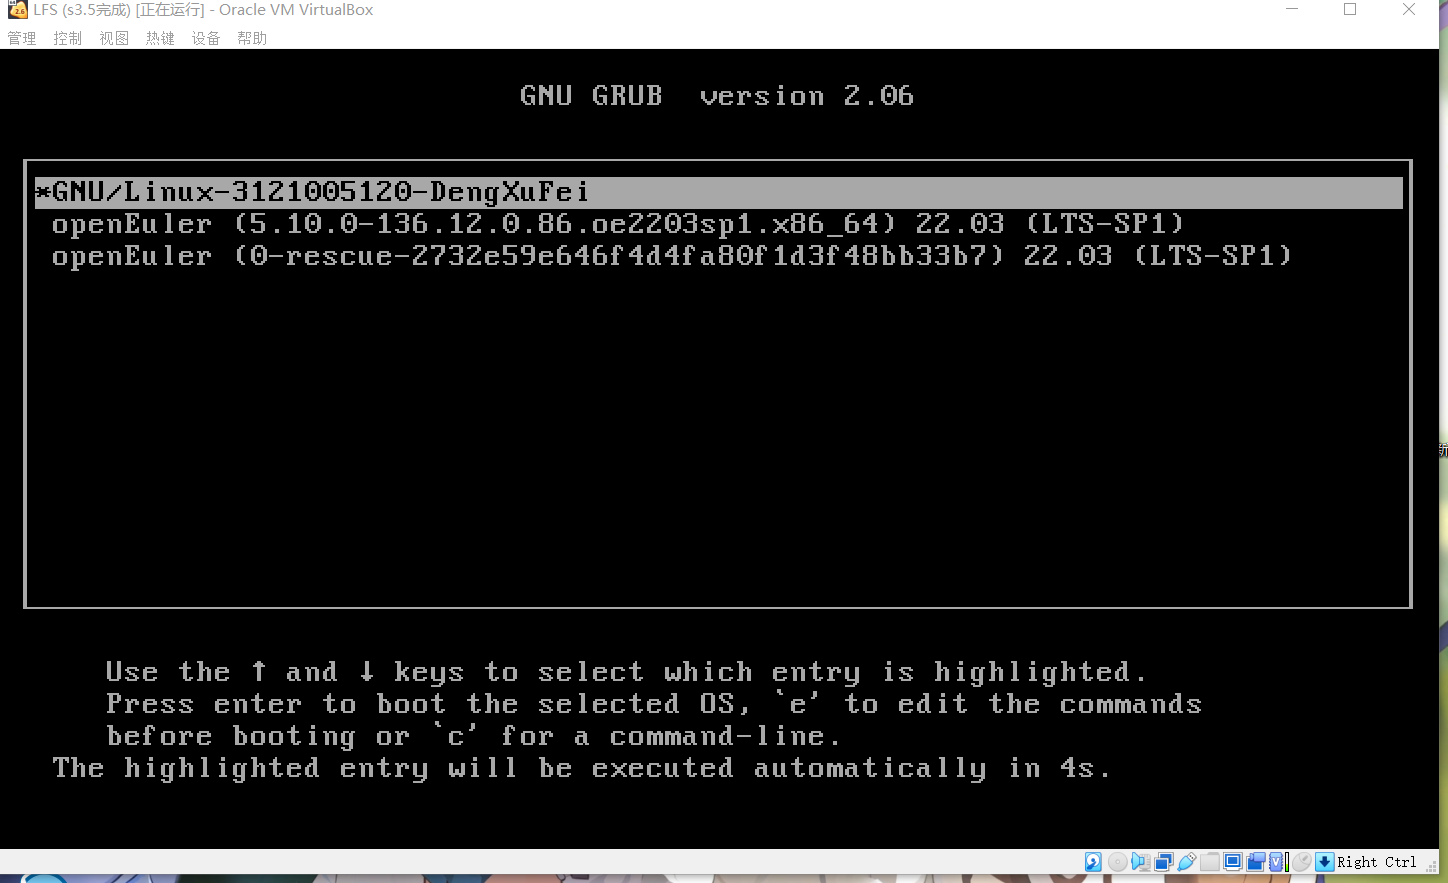 LFS (s3.5完成) [正在运行] - Oracle VM VirtualBox
管理 控制 视图 热键 设备 帮助
GNU GRUB version 2.06
*GNU/Linux-3121005120-DengXuFei
openEuler (5.10.0-136.12.0.86.oe2203sp1.x86_64) 22.03 (LTS-SP1)
openEuler (0-rescue-2732e59e646f4d4fa80f1d3f48bb33b7) 22.03 (LTS-SP1)
Use the ↑ and ↓ keys to select which entry is highlighted.
Press enter to boot the selected OS, `e' to edit the commands
before booting or `c' for a command-line.
The highlighted entry will be executed automatically in 4s.
Right Ctrl